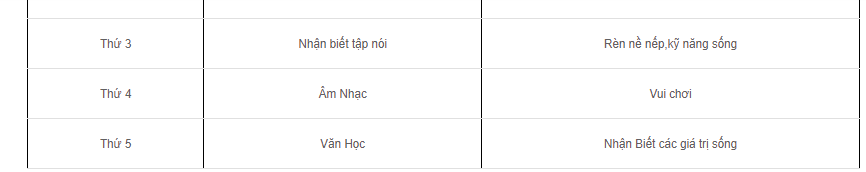 Thứ 3 Nhận biết tập nói Rèn nề nếp,kỹ năng sống
Thứ 4 Âm Nhạc Vui chơi
Thứ 5 Văn Học Nhận Biết các giá trị sống